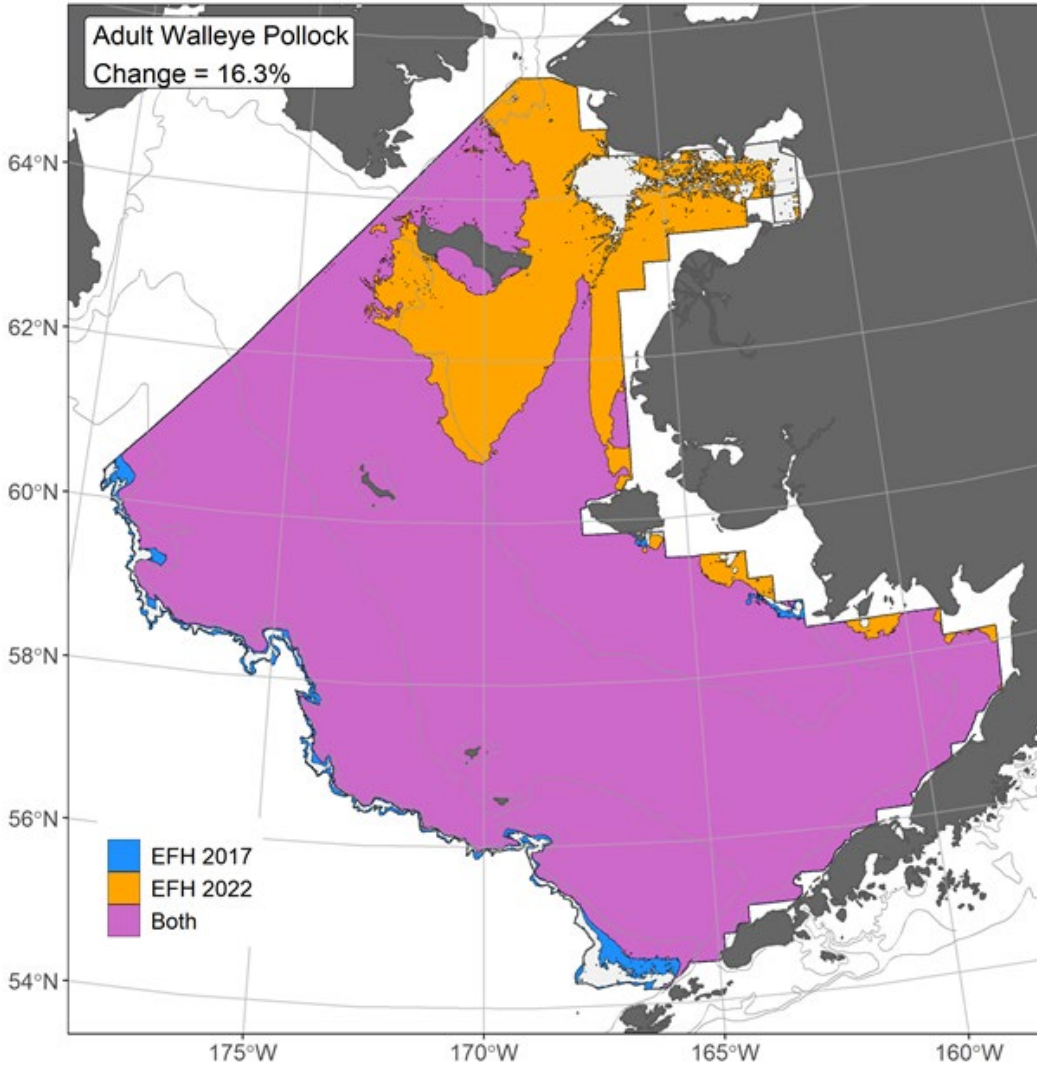 Adult Walleye Pollock
Change = 16.3%
64°N
62°N
60°N
58°N
56°N
54°N
EFH 2017
EFH 2022
Both
175°W
170°W
165°W
160°W